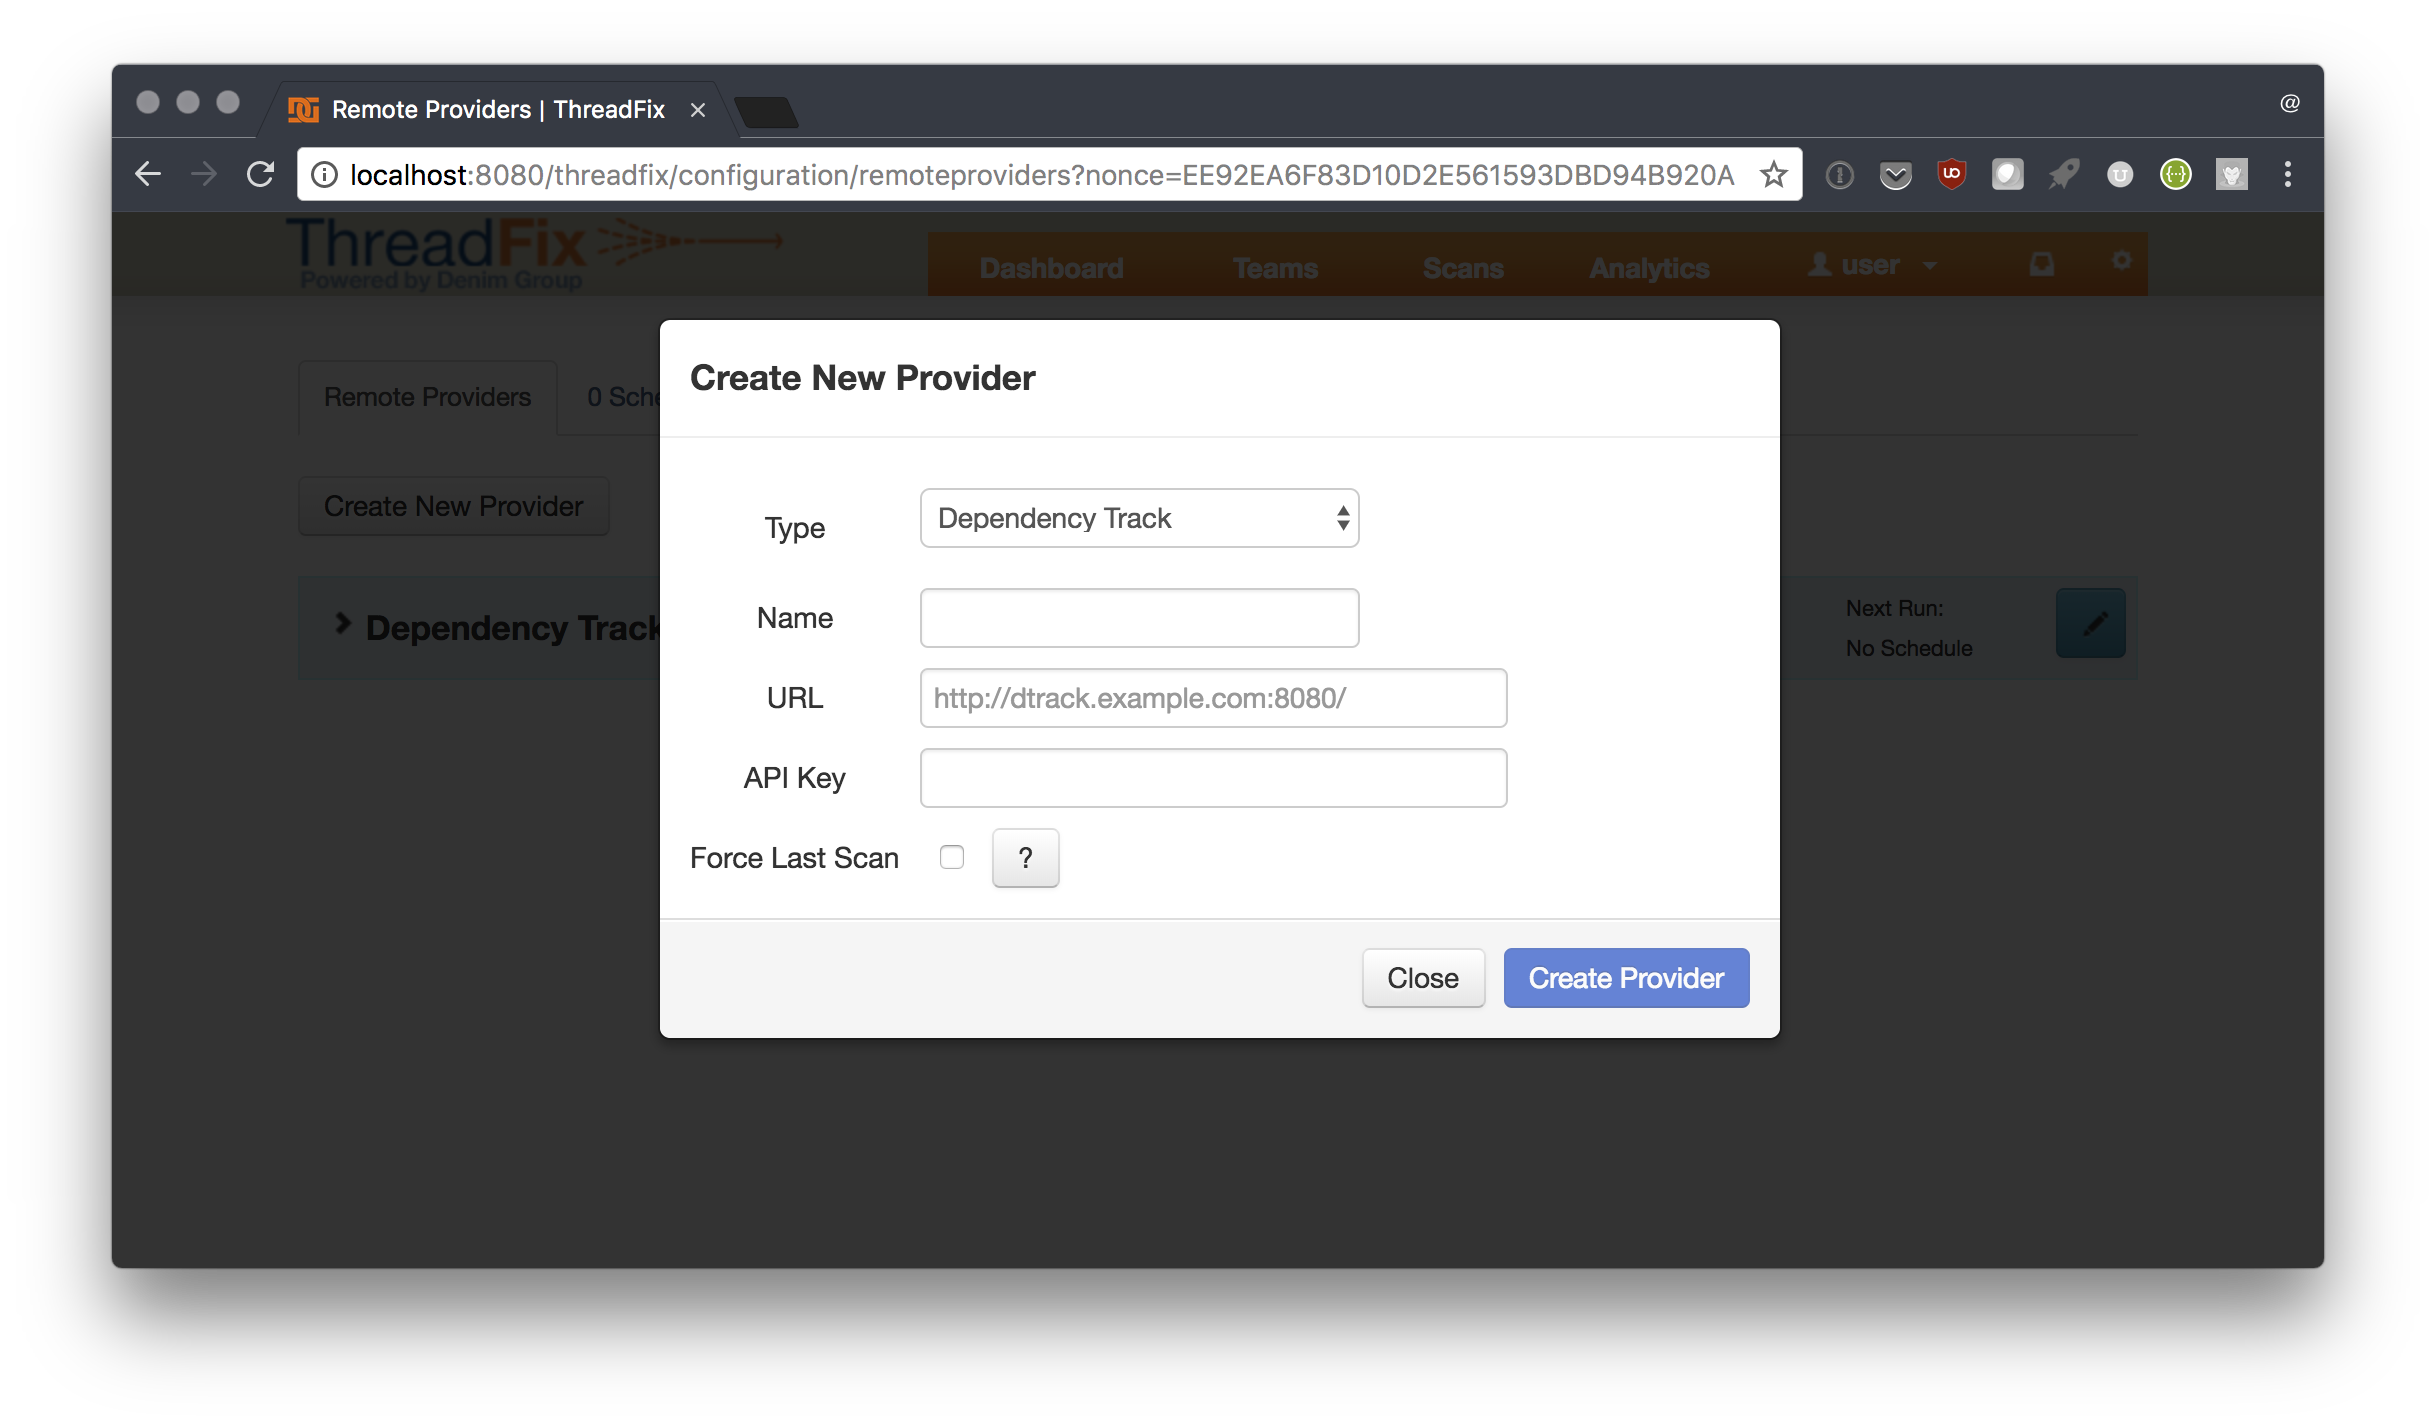 Remote Providers | ThreadFix
@
localhost:8080/threadfix/configuration/remoteproviders?nonce=EE92EA6F83D10D2E561593DBD94B920A
ThreadFix
Powered by Denim Group
Dashboard Teams Scans Analytics user
Remote Providers 0 Sche
Create New Provider
Dependency Track
Next Run:
No Schedule
Create New Provider
Type Dependency Track
Name
URL http://dtrack.example.com:8080/
API Key
Force Last Scan ?
Close Create Provider